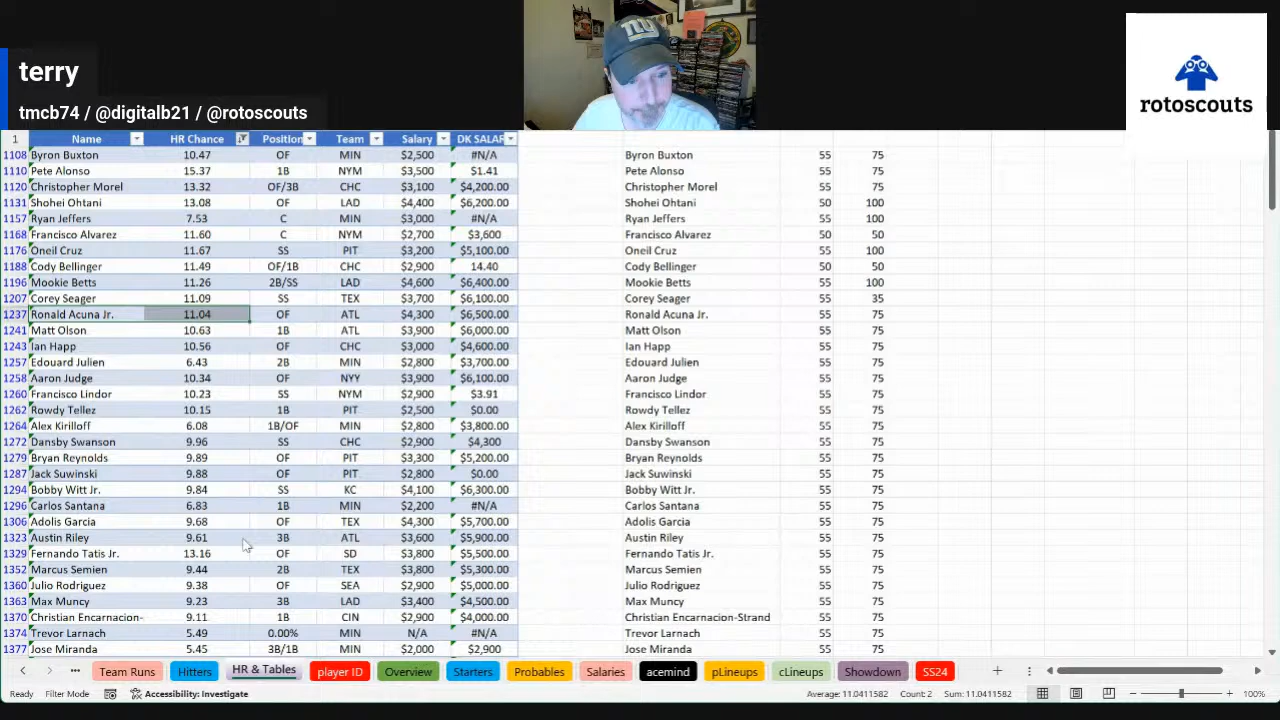 terry
tmcb74 / @digitalb21 / @rotoscouts
NY
rotoscouts
1 Name HR Chance Position Team Salary DK SALAR
1108 Byron Buxton 10.47 OF MIN $2,500 #N/A Byron Buxton 55 75
1110 Pete Alonso 15.37 1B NYM $3,500 $1.41 Pete Alonso 55 75
1120 Christopher Morel 13.32 OF/3B CHC $3,100 $4,200.00 Christopher Morel 55 75
1131 Shohei Ohtani 13.08 OF LAD $4,400 $6,200.00 Shohei Ohtani 50 100
1157 Ryan Jeffers 7.53 C MIN $3,000 #N/A Ryan Jeffers 55 100
1168 Francisco Alvarez 11.60 C NYM $2,700 $3,600 Francisco Alvarez 50 50
1176 Oneil Cruz 11.67 SS PIT $3,200 $5,100.00 Oneil Cruz 55 100
1188 Cody Bellinger 11.49 OF/1B CHC $2,900 14.40 Cody Bellinger 50 50
1196 Mookie Betts 11.26 2B/SS LAD $4,600 $6,400.00 Mookie Betts 55 100
1207 Corey Seager 11.09 SS TEX $3,700 $6,100.00 Corey Seager 55 35
1237 Ronald Acuna Jr. 11.04 OF ATL $4,300 $6,500.00 Ronald Acuna Jr. 55 75
1241 Matt Olson 10.63 1B ATL $3,900 $6,000.00 Matt Olson 55 75
1243 Ian Happ 10.56 OF CHC $3,000 $4,600.00 Ian Happ 55 75
1257 Edouard Julien 6.43 2B MIN $2,800 $3,700.00 Edouard Julien 55 75
1258 Aaron Judge 10.34 OF NYY $3,900 $6,100.00 Aaron Judge 55 75
1260 Francisco Lindor 10.23 SS NYM $2,900 $3.91 Francisco Lindor 55 75
1262 Rowdy Tellez 10.15 1B PIT $2,500 $0.00 Rowdy Tellez 55 75
1264 Alex Kirilloff 6.08 1B/OF MIN $2,800 $3,800.00 Alex Kirilloff 55 75
1272 Dansby Swanson 9.96 SS CHC $2,900 $4,300 Dansby Swanson 55 75
1279 Bryan Reynolds 9.89 OF PIT $3,300 $5,200.00 Bryan Reynolds 55 75
1287 Jack Suwinski 9.88 OF PIT $2,800 $0.00 Jack Suwinski 55 75
1294 Bobby Witt Jr. 9.84 SS KC $4,100 $6,300.00 Bobby Witt Jr. 55 75
1296 Carlos Santana 6.83 1B MIN $2,200 #N/A Carlos Santana 55 75
1306 Adolis Garcia 9.68 OF TEX $4,300 $5,700.00 Adolis Garcia 55 75
1323 Austin Riley 9.61 3B ATL $3,600 $5,900.00 Austin Riley 55 75
1329 Fernando Tatis Jr. 13.16 OF SD $3,800 $5,500.00 Fernando Tatis Jr. 55 75
1352 Marcus Semien 9.44 2B TEX $3,800 $5,300.00 Marcus Semien 55 75
1360 Julio Rodriguez 9.38 OF SEA $2,900 $5,000.00 Julio Rodriguez 55 75
1363 Max Muncy 9.23 3B LAD $3,400 $4,500.00 Max Muncy 55 75
1370 Christian Encarnacion- 9.11 1B CIN $2,900 $4,000.00 Christian Encarnacion-Strand 55 75
1374 Trevor Larnach 5.49 0.00% MIN N/A #N/A Trevor Larnach 55 75
1377 Jose Miranda 5.45 3B/1B MIN $2,000 $2,900 Jose Miranda 55 75
Team Runs Hitters HR & Tables player ID Overview Starters Probables Salaries acemind pLineups cLineups Showdown SS24
Ready Filter Mode Accessibility: Investigate Average: 11.0411582 Count: 2 Sum: 11.0411582 100%